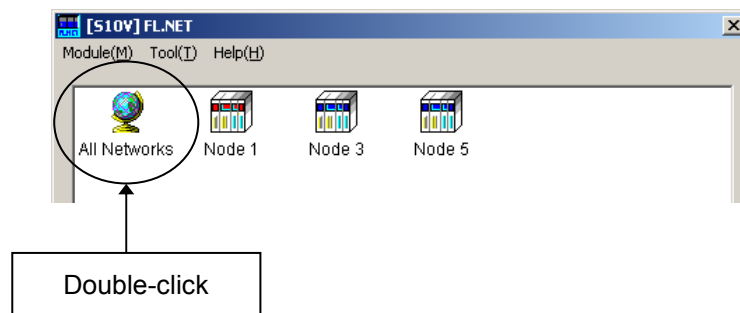 [S10V] FL.NET
Module(M) Tool(T) Help(H)
All Networks Node 1 Node 3 Node 5
Double-click